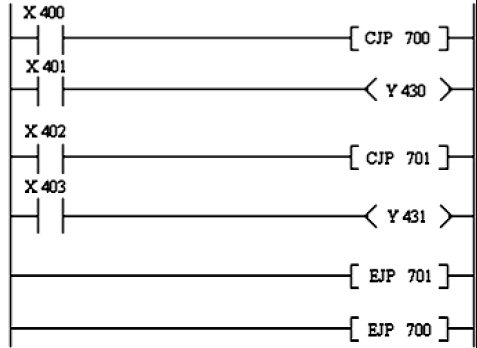 X 400
CJP 700
X 401
Y 430
X 402
CJP 701
X 403
Y 431
EJP 701
EJP 700